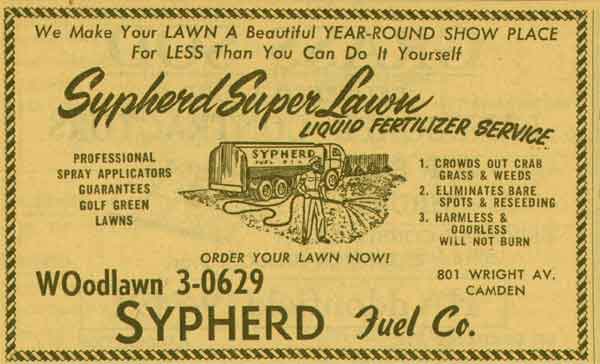 We Make Your LAWN A Beautiful YEAR-ROUND SHOW PLACE
For LESS Than You Can Do It Yourself
Sypherd Super Lawn
LIQUID FERTILIZER SERVICE
PROFESSIONAL
SPRAY APPLICATORS
GUARANTEES
GOLF GREEN
LAWNS
SYPHERD
FUEL
1. CROWDS OUT CRAB
GRASS & WEEDS
2. ELIMINATES BARE
SPOTS & RESEEDING
3. HARMLESS &
ODORLESS
WILL NOT BURN
ORDER YOUR LAWN NOW!
WOodlawn 3-0629
801 WRIGHT AV.
CAMDEN
SYPHERD Fuel Co.